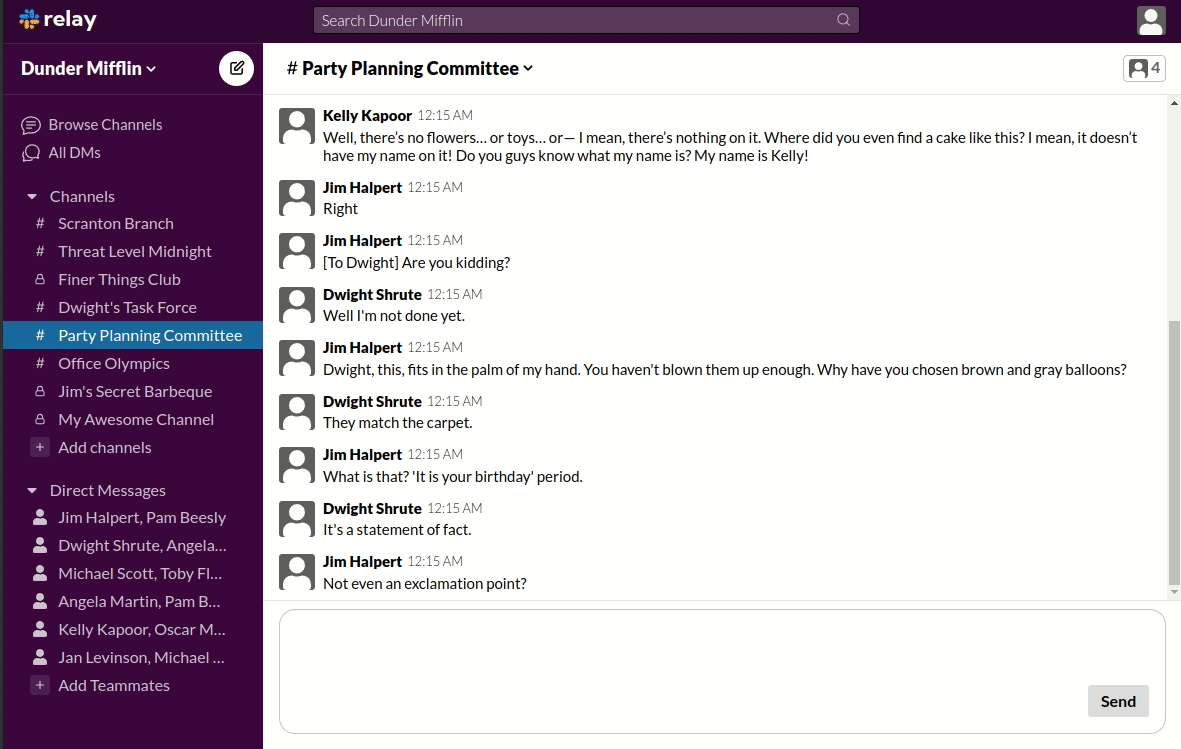 relay
Search Dunder Mifflin
Dunder Mifflin
# Party Planning Committee
4
Browse Channels
All DMs
Channels
# Scranton Branch
# Threat Level Midnight
Finer Things Club
# Dwight's Task Force
# Party Planning Committee
# Office Olympics
Jim's Secret Barbeque
My Awesome Channel
+ Add channels
Direct Messages
Jim Halpert, Pam Beesly
Dwight Shrute, Angela...
Michael Scott, Toby Fl...
Angela Martin, Pam B...
Kelly Kapoor, Oscar M...
Jan Levinson, Michael ...
+ Add Teammates
Kelly Kapoor 12:15 AM
Well, there’s no flowers… or toys… or— I mean, there’s nothing on it. Where did you even find a cake like this? I mean, it doesn’t
have my name on it! Do you guys know what my name is? My name is Kelly!
Jim Halpert 12:15 AM
Right
Jim Halpert 12:15 AM
[To Dwight] Are you kidding?
Dwight Shrute 12:15 AM
Well I'm not done yet.
Jim Halpert 12:15 AM
Dwight, this, fits in the palm of my hand. You haven't blown them up enough. Why have you chosen brown and gray balloons?
Dwight Shrute 12:15 AM
They match the carpet.
Jim Halpert 12:15 AM
What is that? 'It is your birthday' period.
Dwight Shrute 12:15 AM
It's a statement of fact.
Jim Halpert 12:15 AM
Not even an exclamation point?
Send